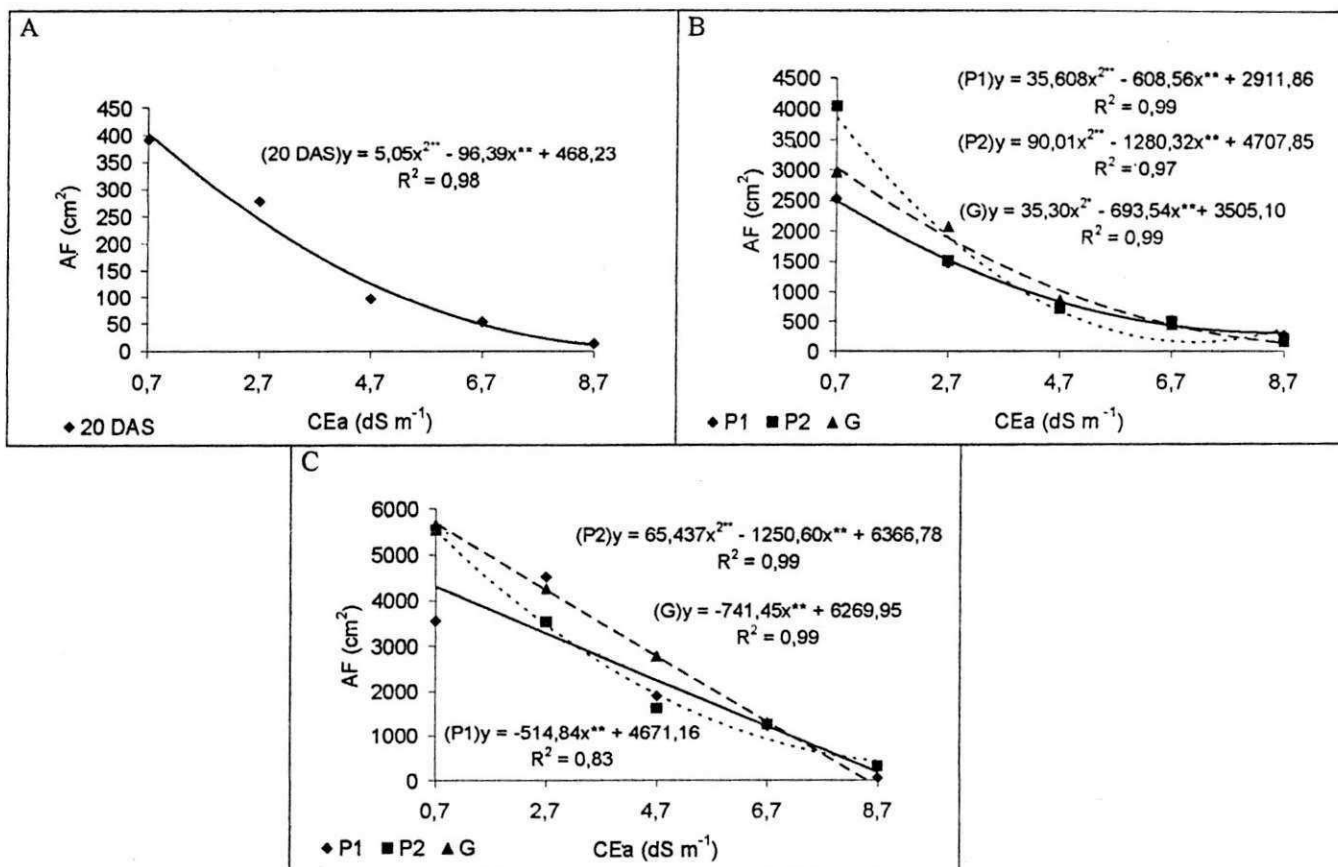 A
AF (cm²)
450
400
350
300
250
200
150
100
50
0
(20 DAS)y = 5,05x²** - 96,39x** + 468,23
R² = 0,98
0,7 2,7 4,7 6,7 8,7
◆ 20 DAS CEa (dS m⁻¹)
B
AF (cm²)
4500
4000
3500
3000
2500
2000
1500
1000
500
0
(P1)y = 35,608x²** - 608,56x** + 2911,86
R² = 0,99
(P2)y = 90,01x²** - 1280,32x** + 4707,85
R² = 0,97
(G)y = 35,30x²* - 693,54x**+ 3505,10
R² = 0,99
0,7 2,7 4,7 6,7 8,7
◆ P1 ■ P2 ▲ G CEa (dS m⁻¹)
C
AF (cm²)
6000
5000
4000
3000
2000
1000
0
(P2)y = 65,437x²** - 1250,60x** + 6366,78
R² = 0,99
(G)y = -741,45x** + 6269,95
R² = 0,99
(P1)y = -514,84x** + 4671,16
R² = 0,83
0,7 2,7 4,7 6,7 8,7
◆ P1 ■ P2 ▲ G CEa (dS m⁻¹)